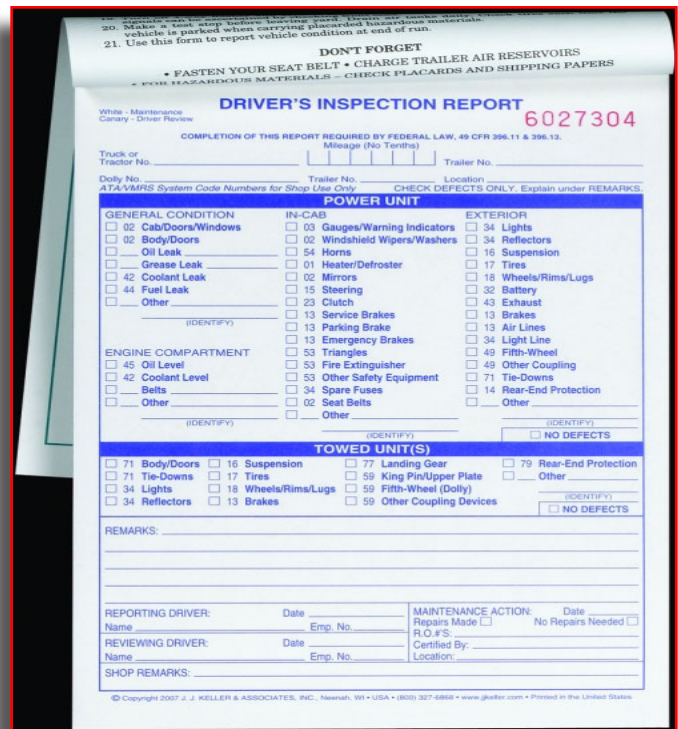 20. Make a test stop before leaving yard. Drain air tanks daily.
vehicle is parked when carrying placarded hazardous materials.
21. Use this form to report vehicle condition at end of run.
DON'T FORGET
• FASTEN YOUR SEAT BELT • CHARGE TRAILER AIR RESERVOIRS
• FOR HAZARDOUS MATERIALS – CHECK PLACARDS AND SHIPPING PAPERS
White - Maintenance
Canary - Driver Review
DRIVER'S INSPECTION REPORT
6027304
COMPLETION OF THIS REPORT REQUIRED BY FEDERAL LAW, 49 CFR 396.11 & 396.13.
Mileage (No Tenths)
Truck or
Tractor No. Trailer No.
Dolly No. Trailer No. Location
ATA/VMRS System Code Numbers for Shop Use Only CHECK DEFECTS ONLY. Explain under REMARKS.
POWER UNIT
GENERAL CONDITION
02 Cab/Doors/Windows
02 Body/Doors
Oil Leak
Grease Leak
42 Coolant Leak
44 Fuel Leak
Other
(IDENTIFY)
ENGINE COMPARTMENT
45 Oil Level
42 Coolant Level
Belts
Other
(IDENTIFY)
IN-CAB
03 Gauges/Warning Indicators
02 Windshield Wipers/Washers
54 Horns
01 Heater/Defroster
02 Mirrors
15 Steering
23 Clutch
13 Service Brakes
13 Parking Brake
13 Emergency Brakes
53 Triangles
53 Fire Extinguisher
53 Other Safety Equipment
34 Spare Fuses
02 Seat Belts
Other
(IDENTIFY)
EXTERIOR
34 Lights
34 Reflectors
16 Suspension
17 Tires
18 Wheels/Rims/Lugs
32 Battery
43 Exhaust
13 Brakes
13 Air Lines
34 Light Line
49 Fifth-Wheel
49 Other Coupling
71 Tie-Downs
14 Rear-End Protection
Other
(IDENTIFY)
NO DEFECTS
TOWED UNIT(S)
71 Body/Doors 16 Suspension 77 Landing Gear 79 Rear-End Protection
71 Tie-Downs 17 Tires 59 King Pin/Upper Plate Other
34 Lights 18 Wheels/Rims/Lugs 59 Fifth-Wheel (Dolly) (IDENTIFY)
34 Reflectors 13 Brakes 59 Other Coupling Devices NO DEFECTS
REMARKS:
REPORTING DRIVER: Date
Name Emp. No.
REVIEWING DRIVER: Date
Name Emp. No.
MAINTENANCE ACTION: Date
Repairs Made No Repairs Needed
R.O.#'S:
Certified By:
Location:
SHOP REMARKS:
© Copyright 2007 J. J. KELLER & ASSOCIATES, INC., Neenah, WI • USA • (800) 327-6868 • www.jjkeller.com • Printed in the United States